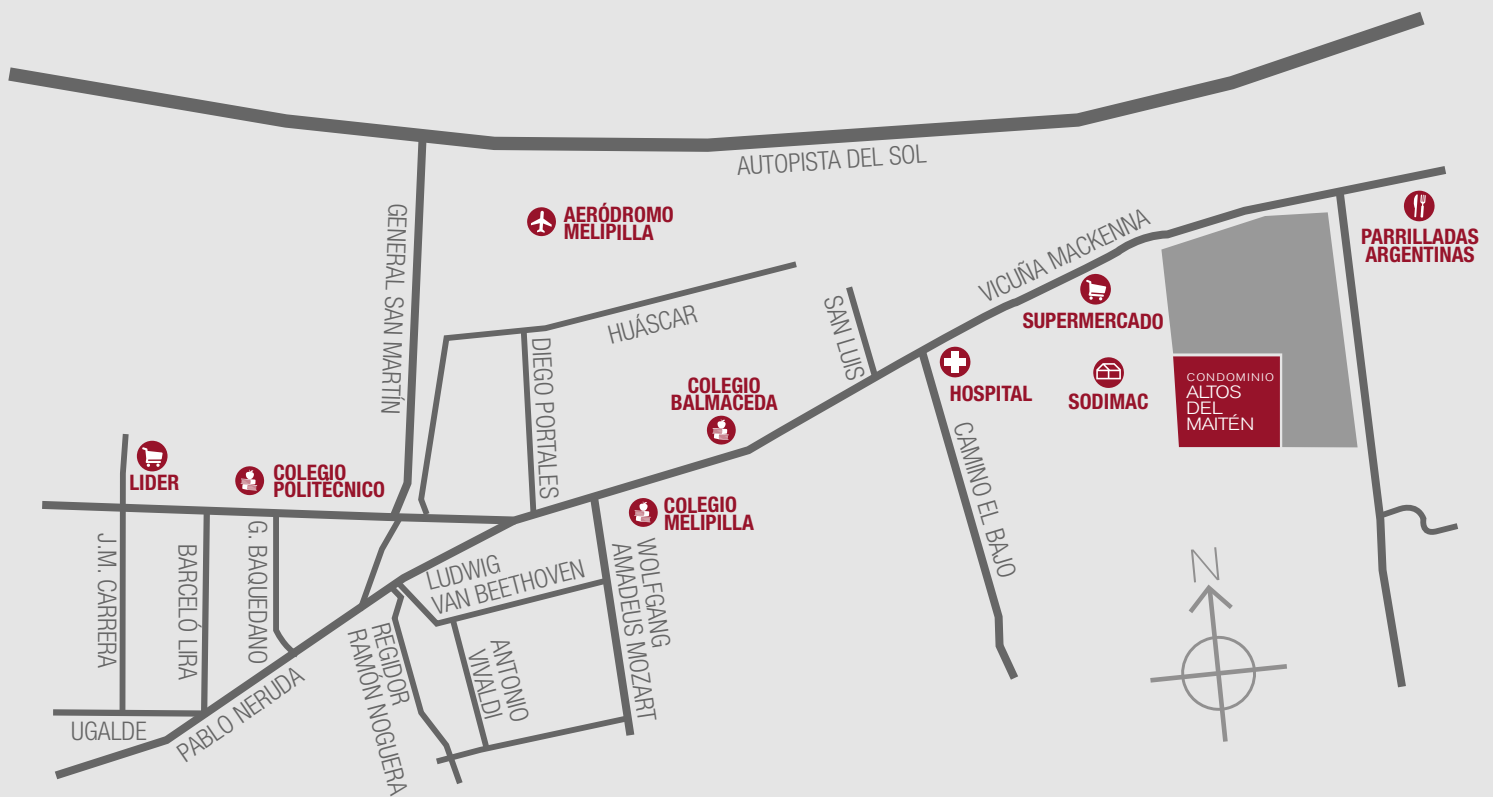 AUTOPISTA DEL SOL
GENERAL SAN MARTÍN
AERÓDROMO
MELIPILLA
VICUÑA MACKENNA
PARRILLADAS
ARGENTINAS
HUÁSCAR
SAN LUIS
SUPERMERCADO
DIEGO PORTALES
COLEGIO
BALMACEDA
HOSPITAL
SODIMAC
CONDOMINIO
ALTOS
DEL
MAITÉN
LIDER
COLEGIO
POLITÉCNICO
COLEGIO
MELIPILLA
CAMINO EL BAJO
J.M. CARRERA
BARCELÓ LIRA
G. BAQUEDANO
LUDWIG
VAN BEETHOVEN
WOLFGANG
AMADEUS MOZART
N
REGIDOR
RAMÓN NOGUERA
ANTONIO
VIVALDI
UGALDE
PABLO NERUDA